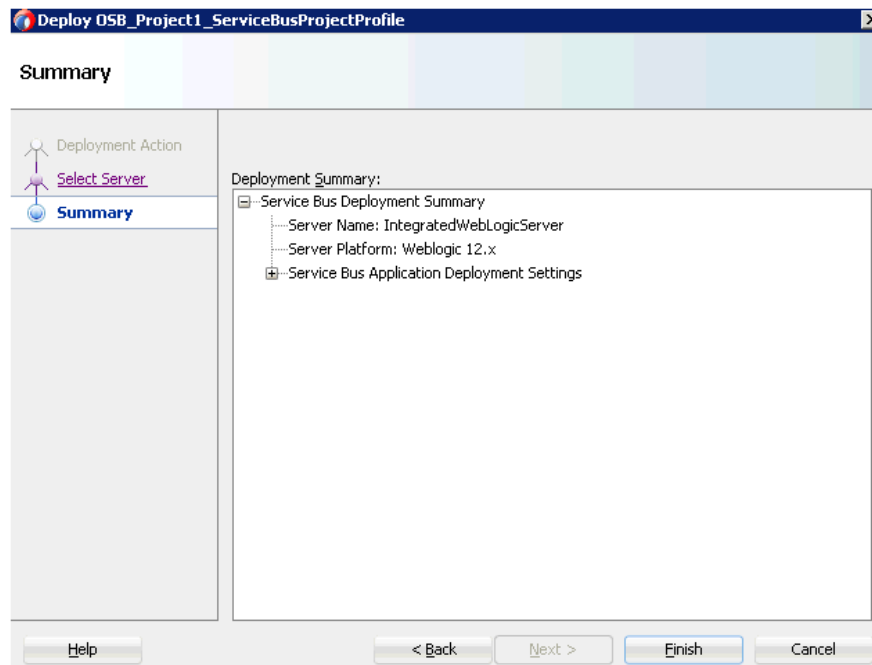 Deploy OSB_Project1_ServiceBusProjectProfile
Summary
Deployment Action
Select Server
Summary
Deployment Summary:
Service Bus Deployment Summary
Server Name: IntegratedWebLogicServer
Server Platform: Weblogic 12.x
Service Bus Application Deployment Settings
Help
< Back
Next >
Finish
Cancel